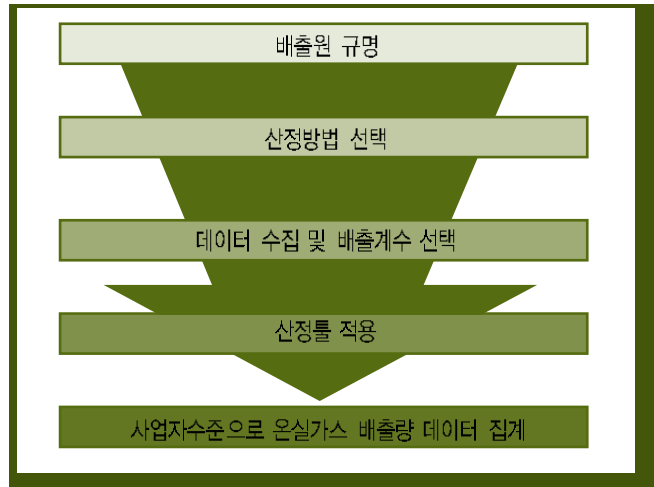 배출원 규명
산정방법 선택
데이터 수집 및 배출계수 선택
산정툴 적용
사업자수준으로 온실가스 배출량 데이터 집계